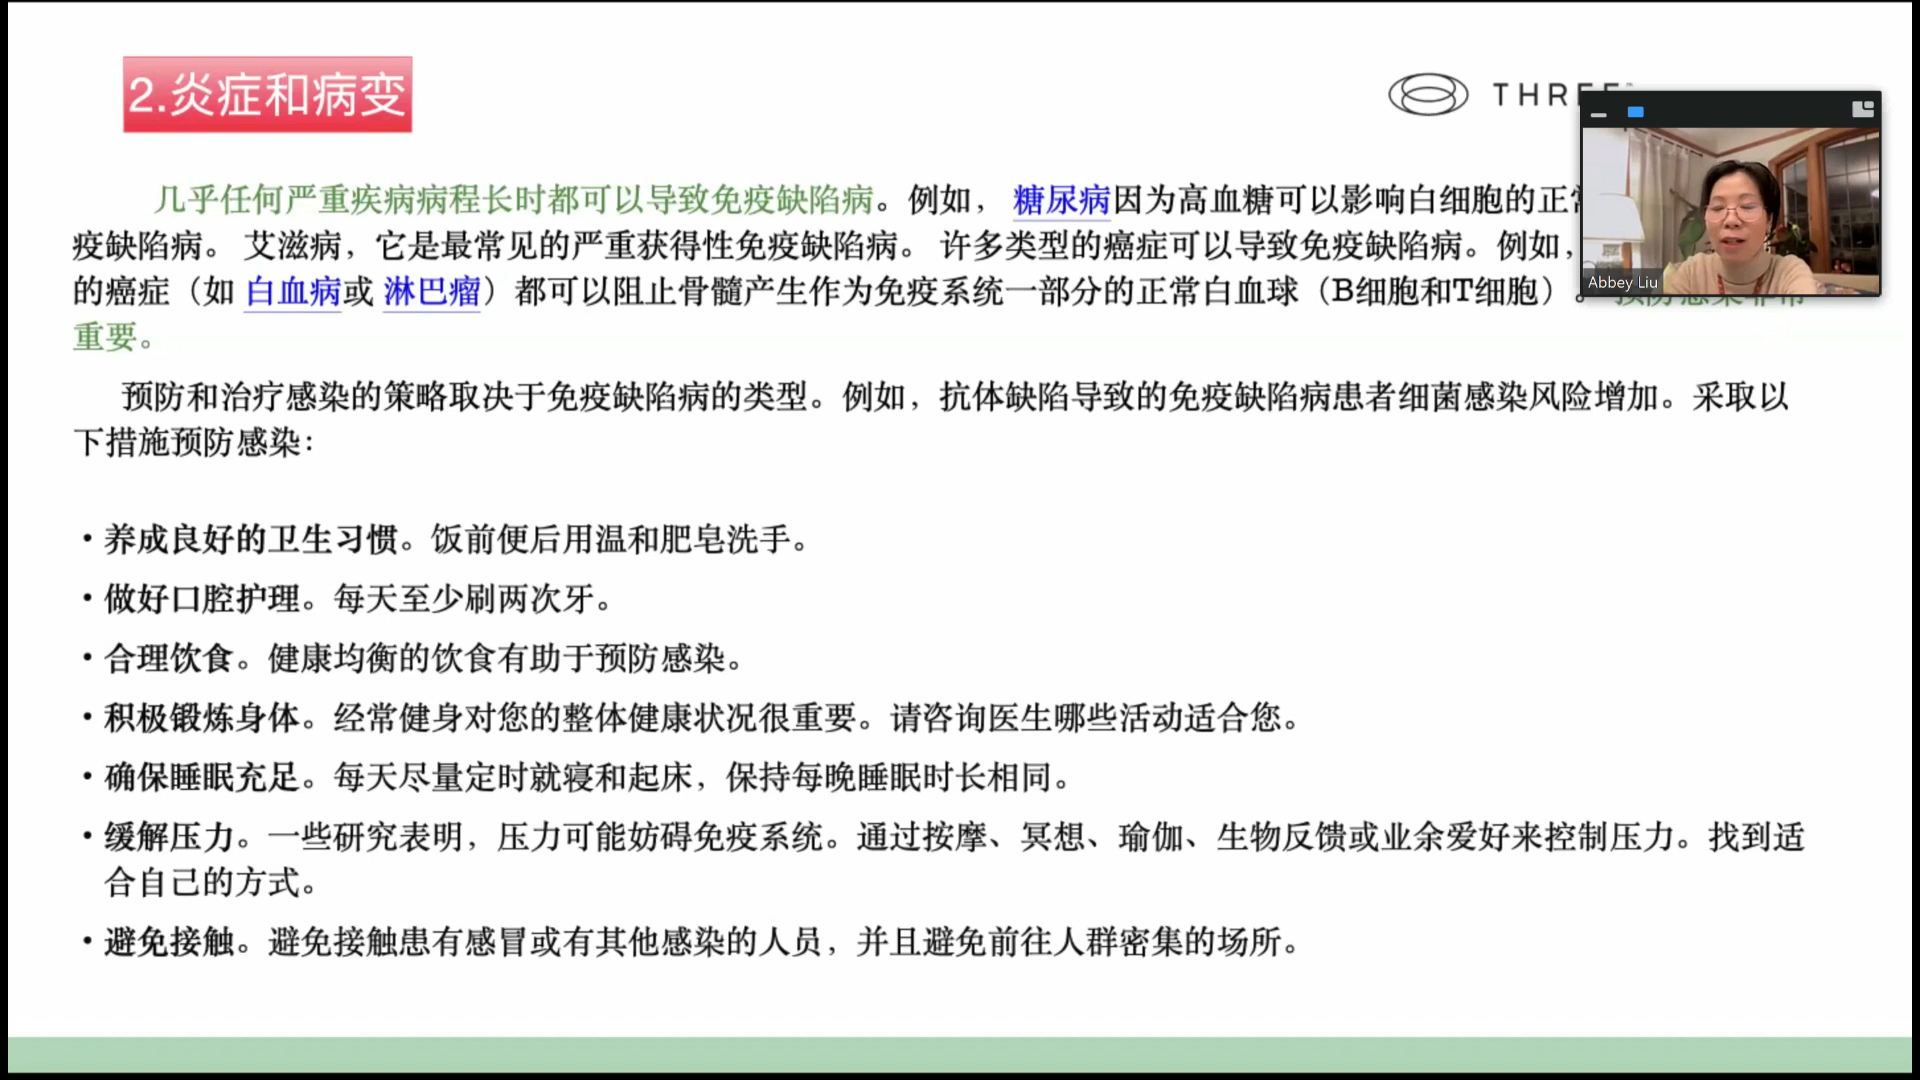 2.炎症和病变
THRE
几乎任何严重疾病病程长时都可以导致免疫缺陷病。例如， 糖尿病因为高血糖可以影响白细胞的正
疫缺陷病。 艾滋病，它是最常见的严重获得性免疫缺陷病。 许多类型的癌症可以导致免疫缺陷病。例如，
的癌症（如 白血病或 淋巴瘤）都可以阻止骨髓产生作为免疫系统一部分的正常白血球（B细胞和T细胞）。
重要。
Abbey Liu
预防和治疗感染的策略取决于免疫缺陷病的类型。例如，抗体缺陷导致的免疫缺陷病患者细菌感染风险增加。采取以
下措施预防感染：
• 养成良好的卫生习惯。饭前便后用温和肥皂洗手。
• 做好口腔护理。每天至少刷两次牙。
• 合理饮食。健康均衡的饮食有助于预防感染。
• 积极锻炼身体。经常健身对您的整体健康状况很重要。请咨询医生哪些活动适合您。
• 确保睡眠充足。每天尽量定时就寝和起床，保持每晚睡眠时长相同。
• 缓解压力。一些研究表明，压力可能妨碍免疫系统。通过按摩、冥想、瑜伽、生物反馈或业余爱好来控制压力。找到适
合自己的方式。
• 避免接触。避免接触患有感冒或有其他感染的人员，并且避免前往人群密集的场所。